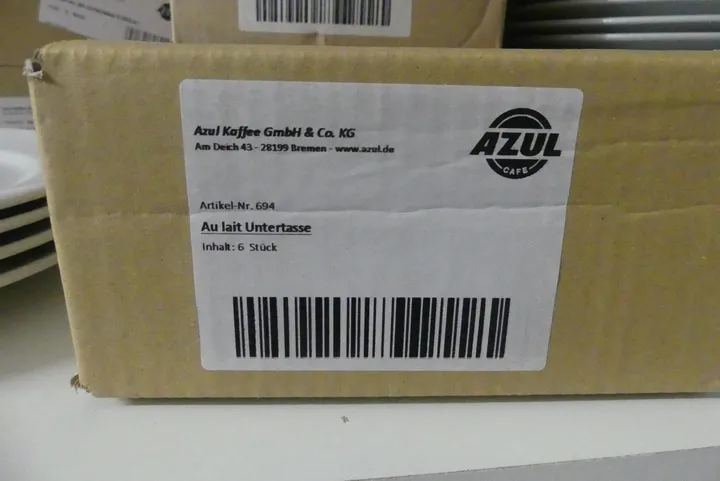 Azul Kaffee GmbH & Co. KG
Am Deich 43 - 28199 Bremen - www.azul.de
AZUL
CAFE
Artikel-Nr. 694
Au lait Untertasse
Inhalt: 6 Stück